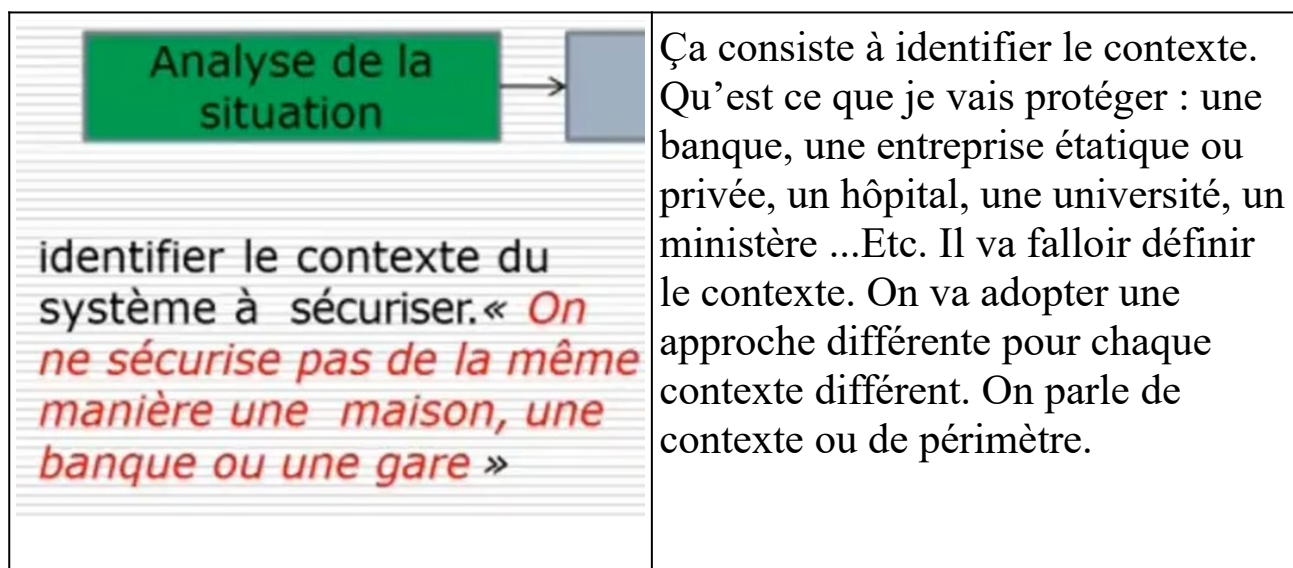 Analyse de la
situation
identifier le contexte du
système à sécuriser.« On
ne sécurise pas de la même
manière une maison, une
banque ou une gare »
Ça consiste à identifier le contexte.
Qu’est ce que je vais protéger : une
banque, une entreprise étatique ou
privée, un hôpital, une université, un
ministère ...Etc. Il va falloir définir
le contexte. On va adopter une
approche différente pour chaque
contexte différent. On parle de
contexte ou de périmètre.